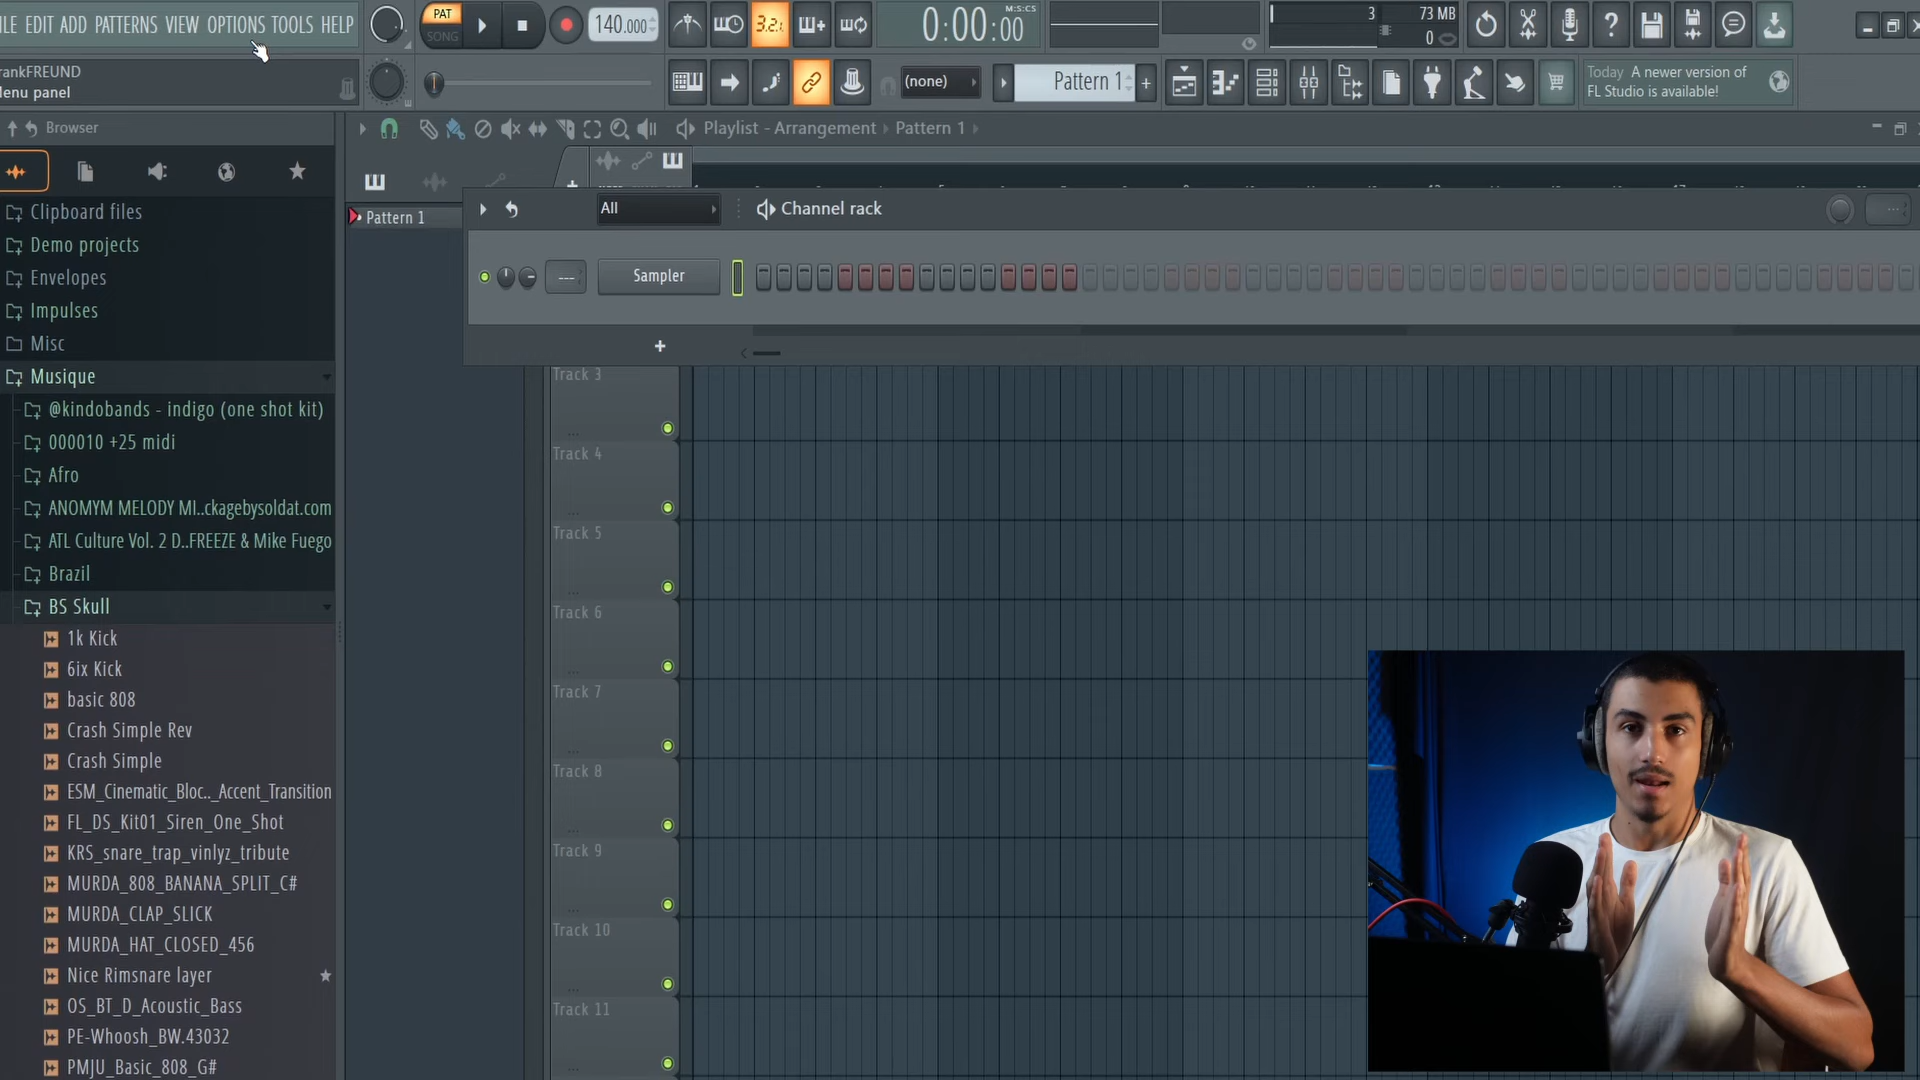 ILE EDIT ADD PATTERNS VIEW OPTIONS TOOLS HELP
PAT
SONG
140.000
3.2.
0:00:00
M:S:CS
3
73 MB
0
rankFREUND
Menu panel
(none)
Pattern 1
+
Today A newer version of
FL Studio is available!
Browser
Playlist - Arrangement
Pattern 1
Clipboard files
Demo projects
Envelopes
Impulses
Misc
Musique
@kindobands - indigo (one shot kit)
000010 +25 midi
Afro
ANOMYM MELODY MI..ckagebysoldat.com
ATL Culture Vol. 2 D..FREEZE & Mike Fuego
Brazil
BS Skull
1k Kick
6ix Kick
basic 808
Crash Simple Rev
Crash Simple
ESM_Cinematic_Bloc.._Accent_Transition
FL_DS_Kit01_Siren_One_Shot
KRS_snare_trap_vinlyz_tribute
MURDA_808_BANANA_SPLIT_C#
MURDA_CLAP_SLICK
MURDA_HAT_CLOSED_456
Nice Rimsnare layer
OS_BT_D_Acoustic_Bass
PE-Whoosh_BW.43032
PMJU_Basic_808_G#
Pattern 1
All
Channel rack
---
Sampler
+
Track 3
Track 4
Track 5
Track 6
Track 7
Track 8
Track 9
Track 10
Track 11